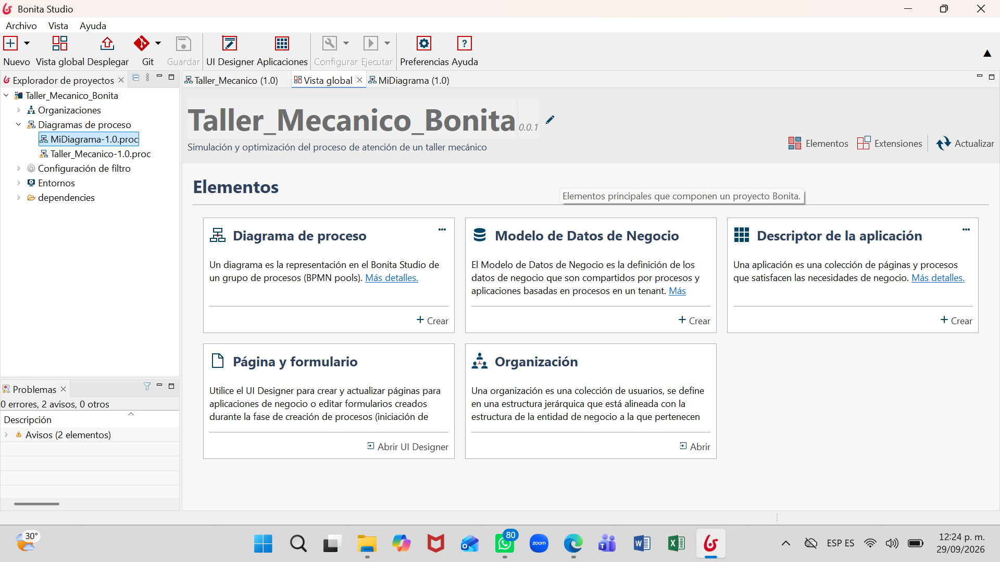 Bonita Studio
Archivo Vista Ayuda
Nuevo Vista global Desplegar Git Guardar UI Designer Aplicaciones Configurar Ejecutar Preferencias Ayuda
Explorador de proyectos
Taller_Mecanico (1.0) Vista global MiDiagrama (1.0)
Taller_Mecanico_Bonita
Organizaciones
Diagramas de proceso
MiDiagrama-1.0.proc
Taller_Mecanico-1.0.proc
Configuración de filtro
Entornos
dependencies
Taller_Mecanico_Bonita 0.0.1
Simulación y optimización del proceso de atención de un taller mecánico
Elementos Extensiones Actualizar
Elementos
Elementos principales que componen un proyecto Bonita.
Diagrama de proceso
Un diagrama es la representación en el Bonita Studio de
un grupo de procesos (BPMN pools). Más detalles.
Crear
Modelo de Datos de Negocio
El Modelo de Datos de Negocio es la definición de los
datos de negocio que son compartidos por procesos y
aplicaciones basadas en procesos en un tenant. Más
Crear
Descriptor de la aplicación
Una aplicación es una colección de páginas y procesos
que satisfacen las necesidades de negocio. Más detalles.
Crear
Página y formulario
Utilice el UI Designer para crear y actualizar páginas para
aplicaciones de negocio o editar formularios creados
durante la fase de creación de procesos (iniciación de
Abrir UI Designer
Organización
Una organización es una colección de usuarios, se define
en una estructura jerárquica que está alineada con la
estructura de la entidad de negocio a la que pertenecen
Abrir
Problemas
0 errores, 2 avisos, 0 otros
Descripción
Avisos (2 elementos)
30°
80
zoom
ESP ES
12:24 p. m.
29/09/2026